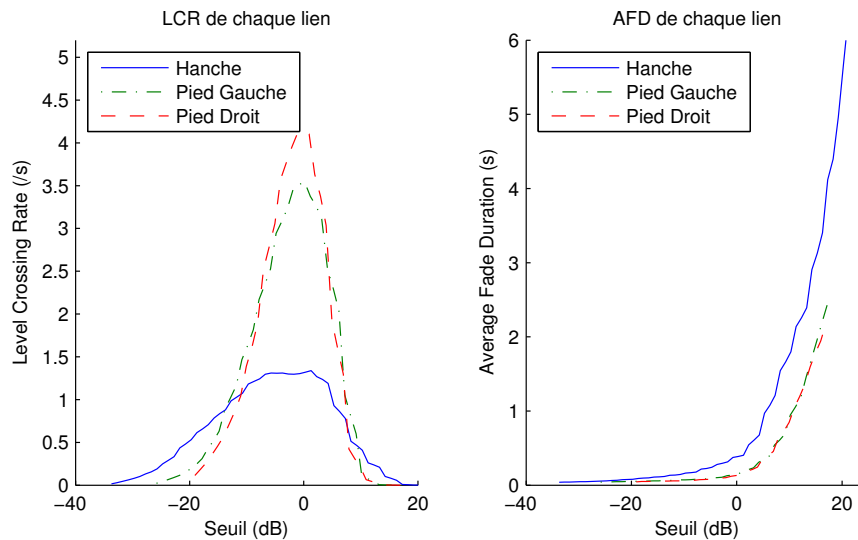 LCR de chaque lien
5
4.5
4
3.5
3
2.5
2
1.5
1
0.5
0
Level Crossing Rate (/s)
Hanche
Pied Gauche
Pied Droit
−40
−20
0
20
Seuil (dB)
AFD de chaque lien
6
5
4
3
2
1
0
Average Fade Duration (s)
Hanche
Pied Gauche
Pied Droit
−40
−20
0
20
Seuil (dB)